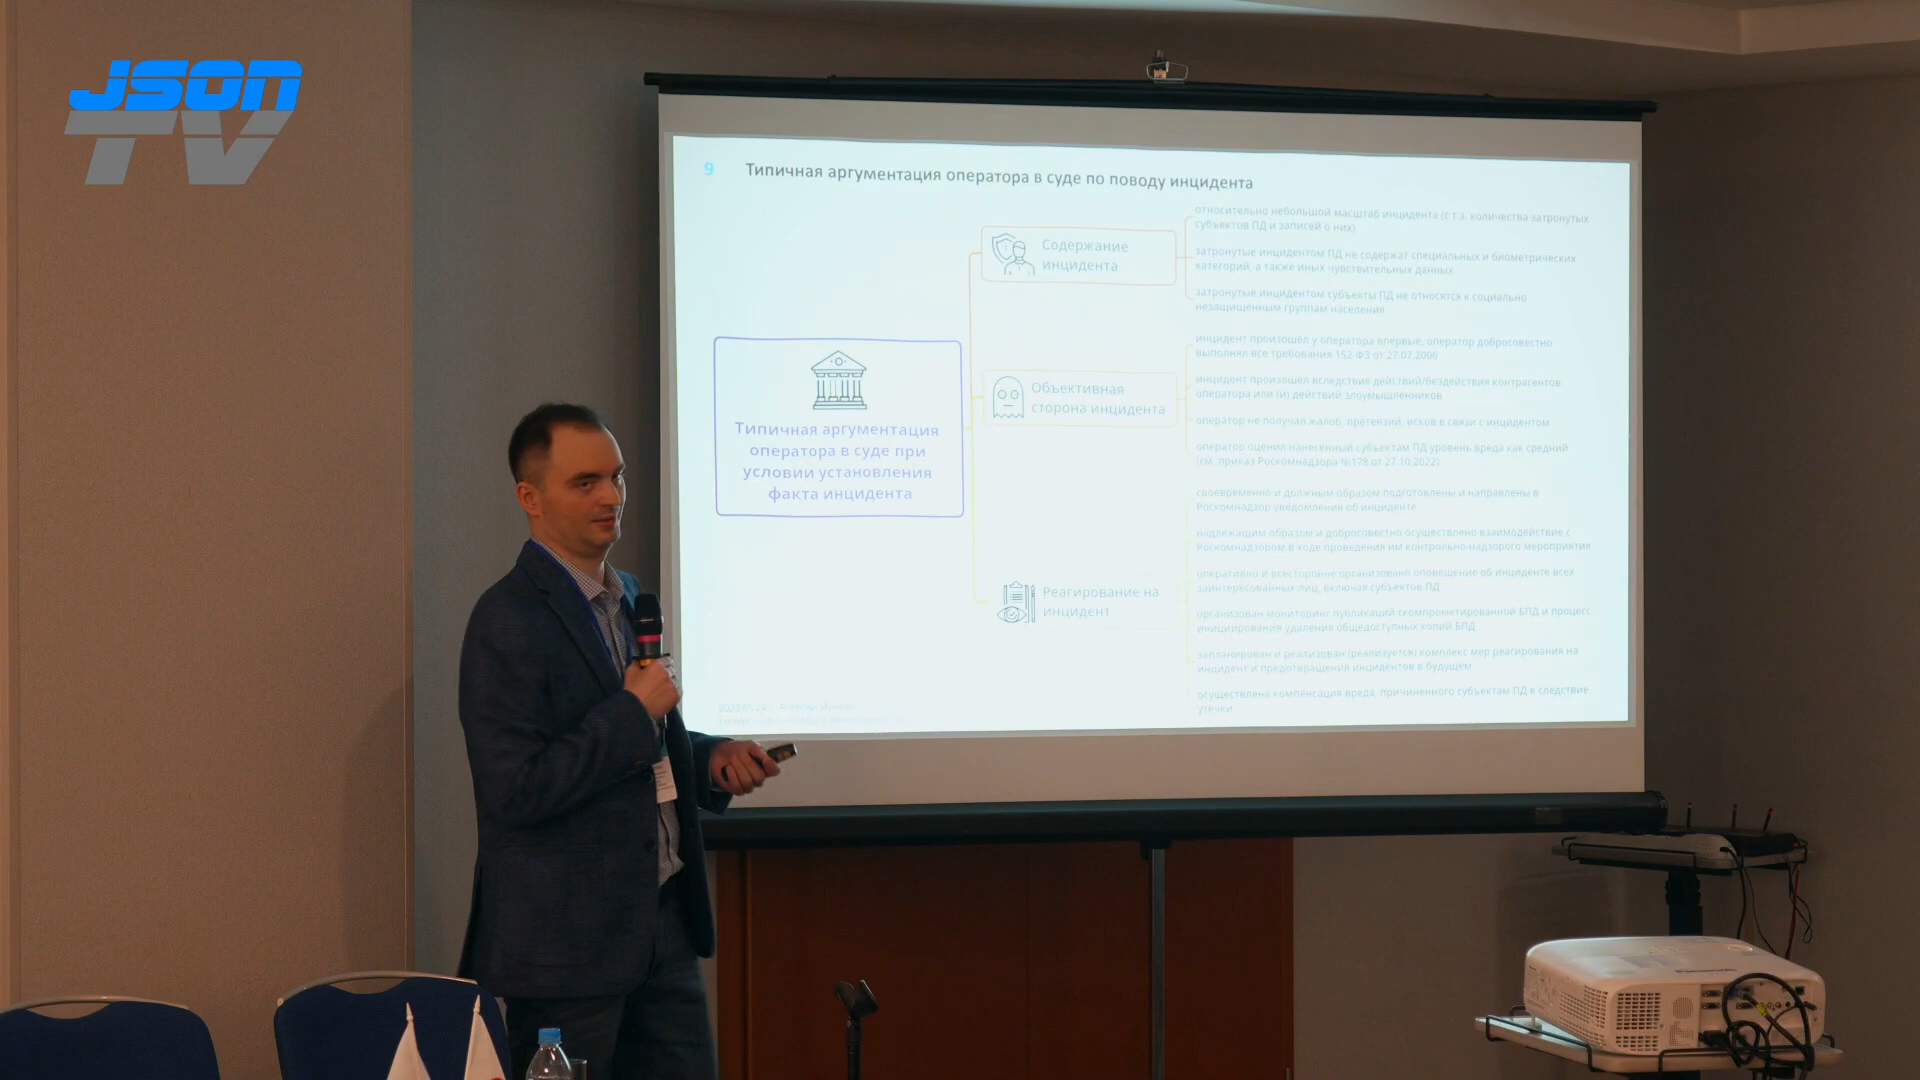 JSON
TV
9
Типичная аргументация оператора в суде по поводу инцидента
Типичная аргументация
оператора в суде при
условии установления
факта инцидента
Содержание
инцидента
относительно небольшой масштаб инцидента (с т.з. количества затронутых
субъектов ПД и записей о них)
затронутые инцидентом ПД не содержат специальных и биометрических
категорий, а также иных чувствительных данных
затронутые инцидентом субъекты ПД не относятся к социально
незащищенным группам населения
Объективная
сторона инцидента
инцидент произошел у оператора впервые, оператор добросовестно
выполнял все требования 152-ФЗ от 27.07.2006
инцидент произошел вследствие действий/бездействия контрагентов
оператора или (и) действий злоумышленников
оператор не получал жалоб, претензий, исков в связи с инцидентом
оператор оценил нанесенный субъектам ПД уровень вреда как средний
(см. приказ Роскомнадзора №178 от 27.10.2022)
Реагирование на
инцидент
своевременно и должным образом подготовлены и направлены в
Роскомнадзор уведомления об инциденте
надлежащим образом и добросовестно осуществлено взаимодействие с
Роскомнадзором в ходе проведения им контрольно-надзорого мероприятия
оперативно и всесторонне организовано оповещение об инциденте всех
заинтересованных лиц, включая субъектов ПД
организован мониторинг публикаций скомпрометированной БПД и процесс
инициирования удаления общедоступных копий БПД
запланирован и реализован (реализуется) комплекс мер реагирования на
инцидент и предотвращения инцидентов в будущем
осуществлена компенсация вреда, причиненного субъектам ПД в следствие
утечки
Panasonic